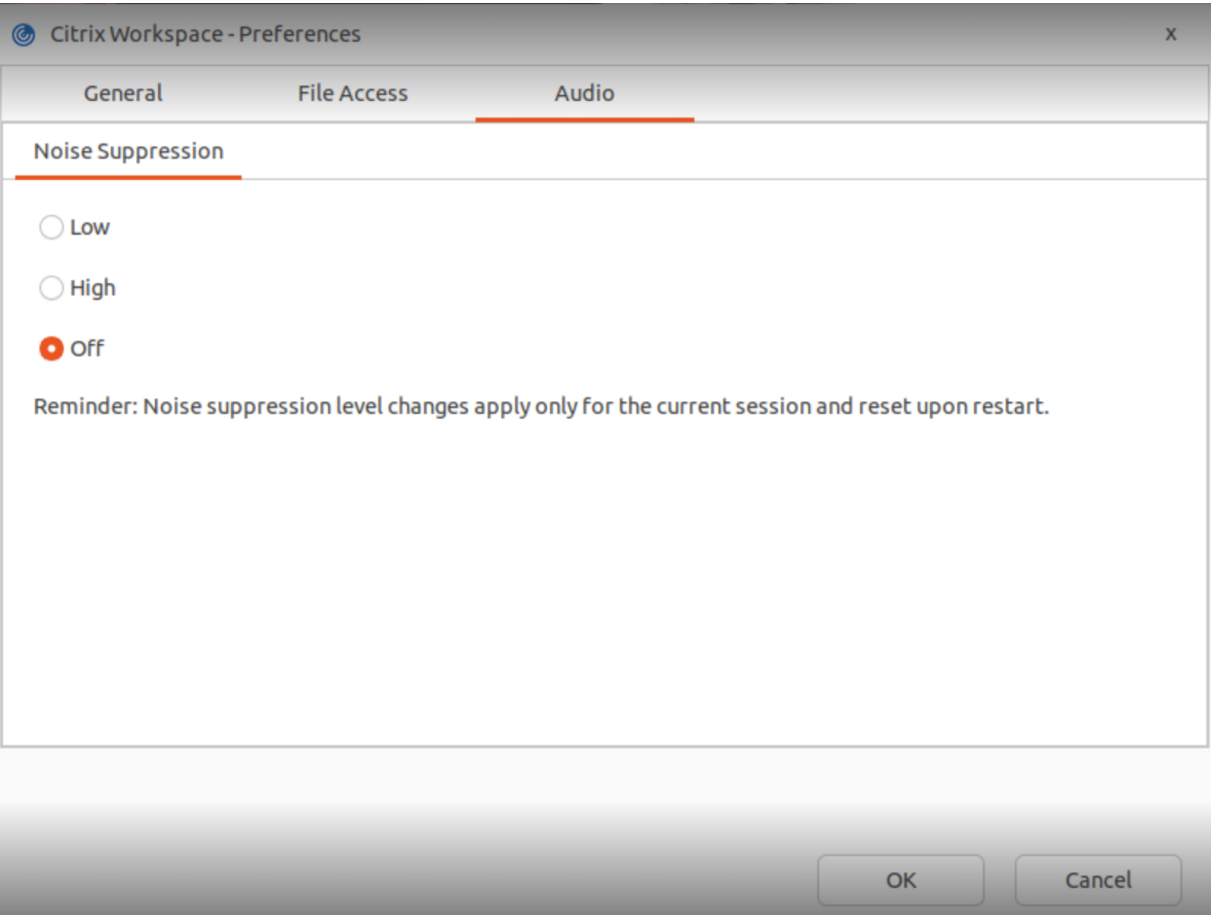 Citrix Workspace - Preferences x
General File Access Audio
Noise Suppression
Low
High
Off
Reminder: Noise suppression level changes apply only for the current session and reset upon restart.
OK Cancel